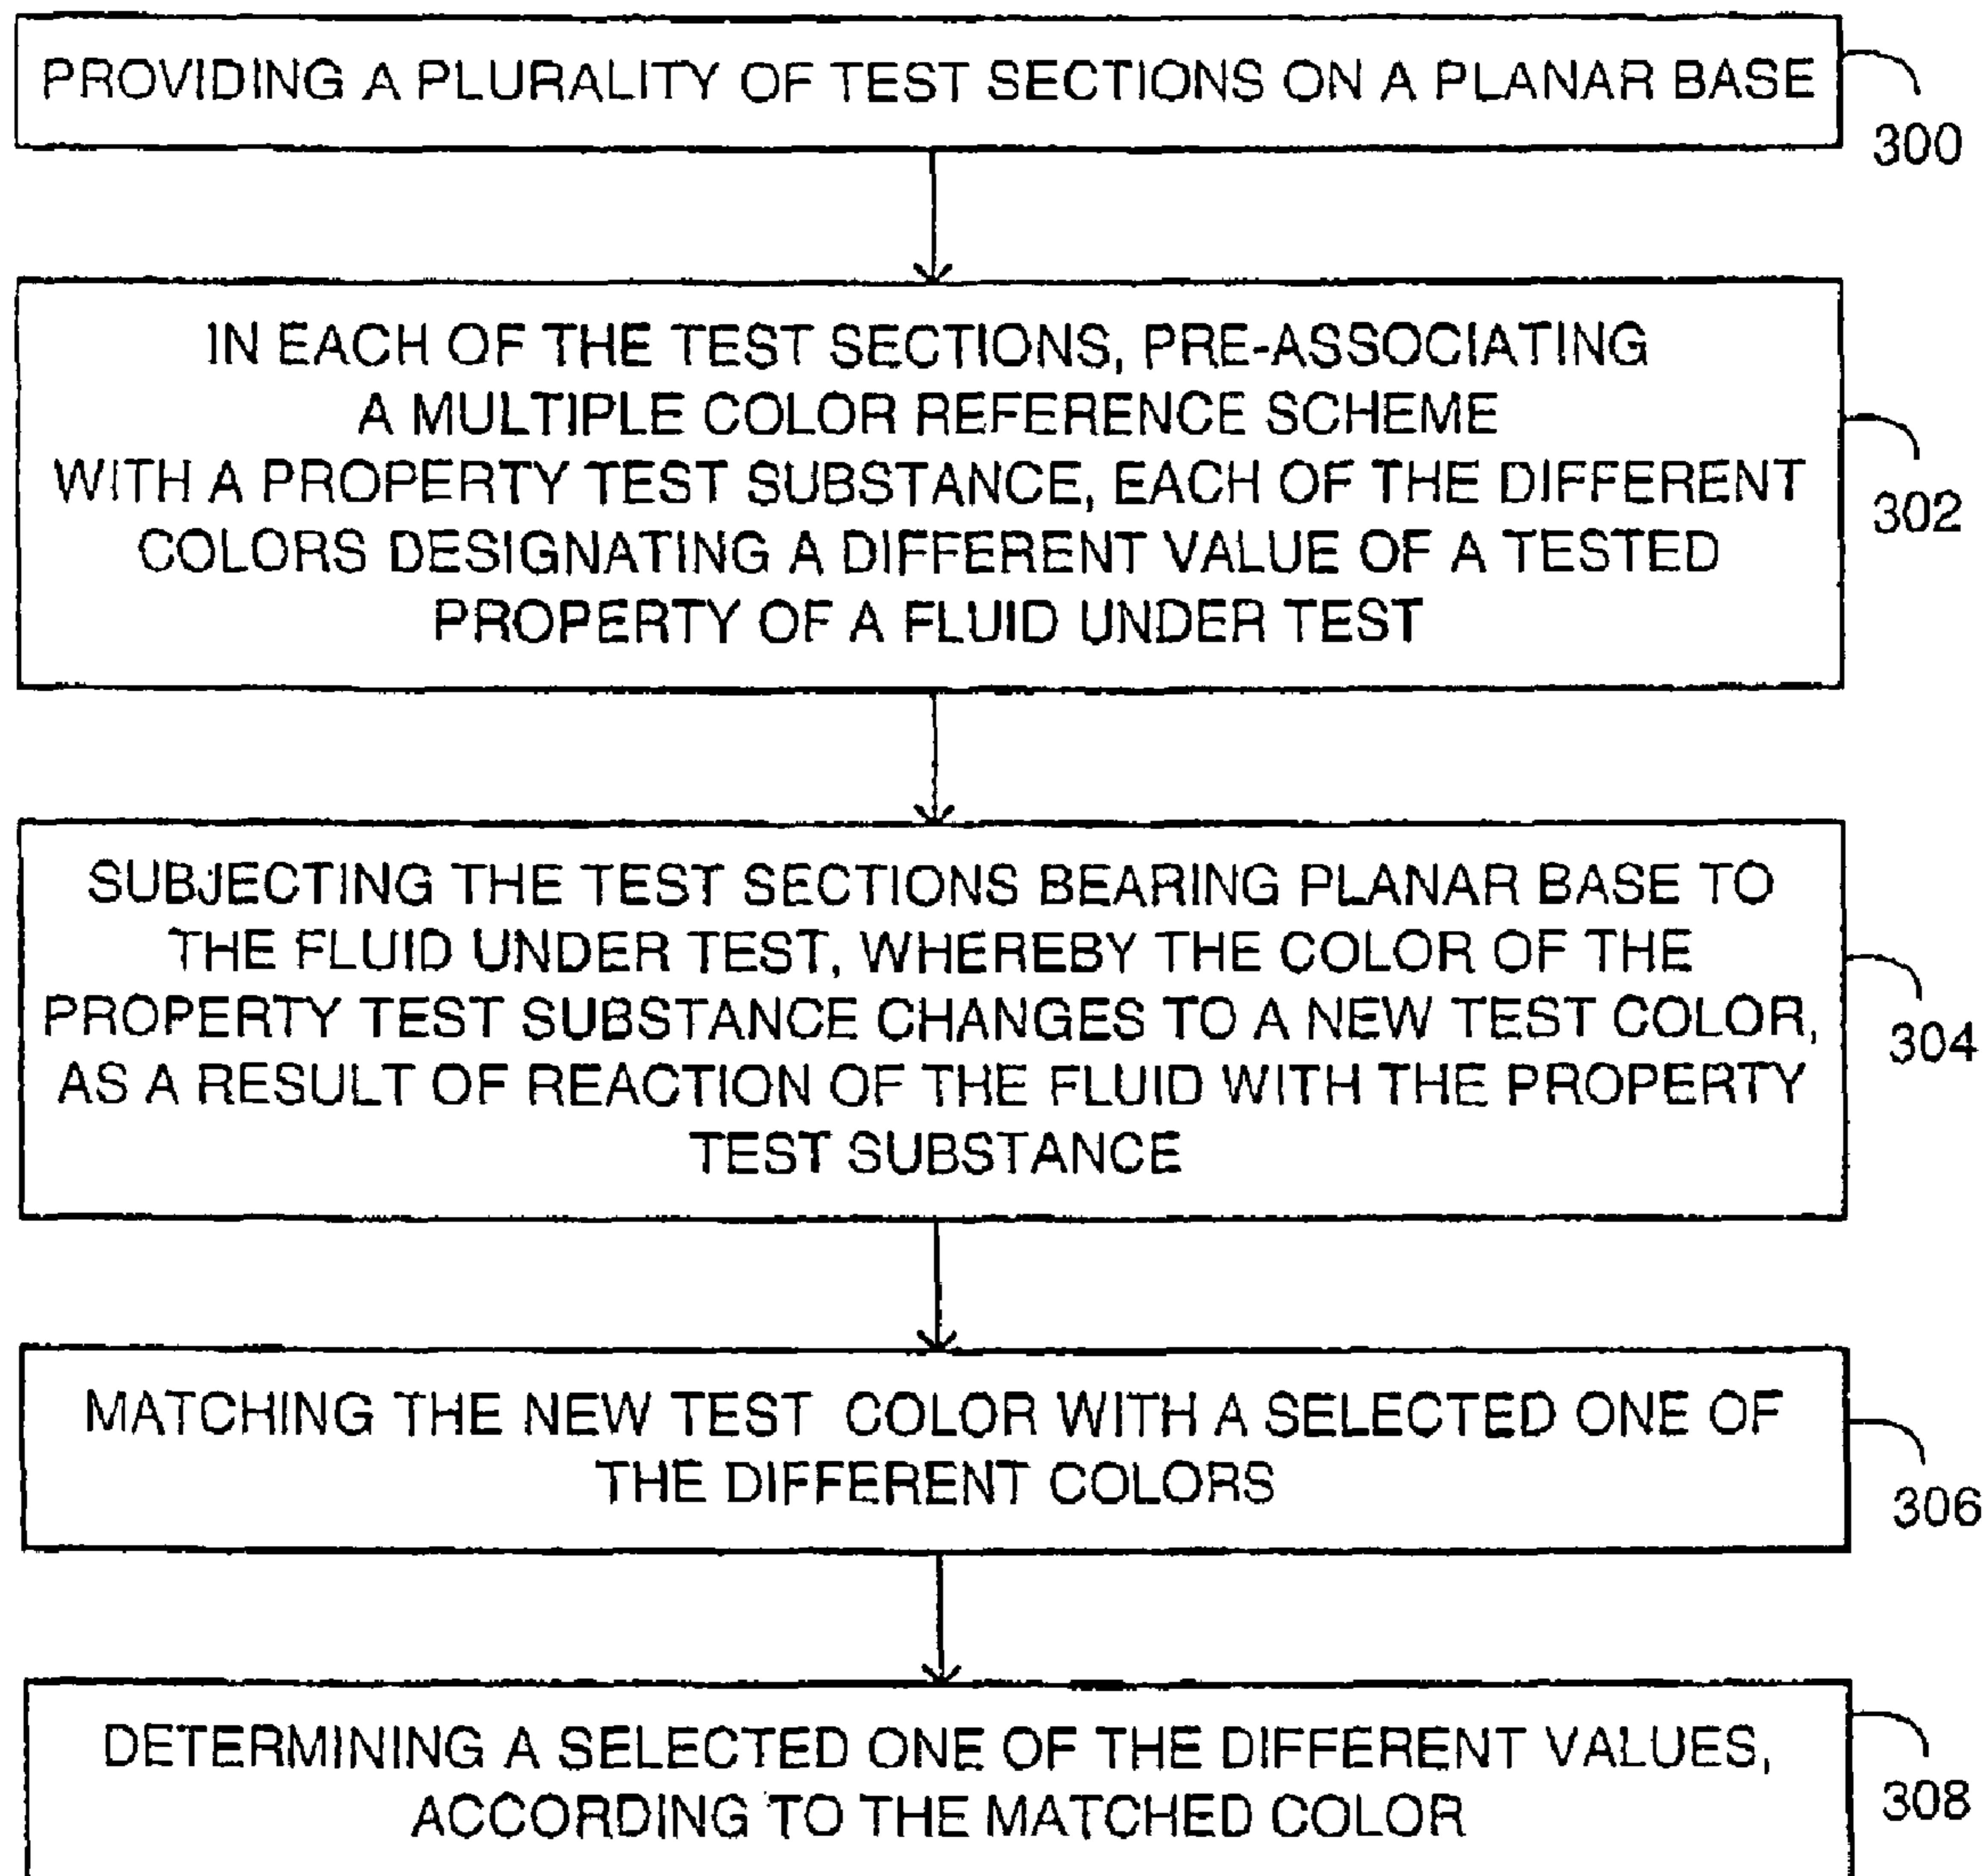 PROVIDING A PLURALITY OF TEST SECTIONS ON A PLANAR BASE
300
IN EACH OF THE TEST SECTIONS, PRE-ASSOCIATING
A MULTIPLE COLOR REFERENCE SCHEME
WITH A PROPERTY TEST SUBSTANCE, EACH OF THE DIFFERENT
COLORS DESIGNATING A DIFFERENT VALUE OF A TESTED
PROPERTY OF A FLUID UNDER TEST
302
SUBJECTING THE TEST SECTIONS BEARING PLANAR BASE TO
THE FLUID UNDER TEST, WHEREBY THE COLOR OF THE
PROPERTY TEST SUBSTANCE CHANGES TO A NEW TEST COLOR,
AS A RESULT OF REACTION OF THE FLUID WITH THE PROPERTY
TEST SUBSTANCE
304
MATCHING THE NEW TEST COLOR WITH A SELECTED ONE OF
THE DIFFERENT COLORS
306
DETERMINING A SELECTED ONE OF THE DIFFERENT VALUES,
ACCORDING TO THE MATCHED COLOR
308